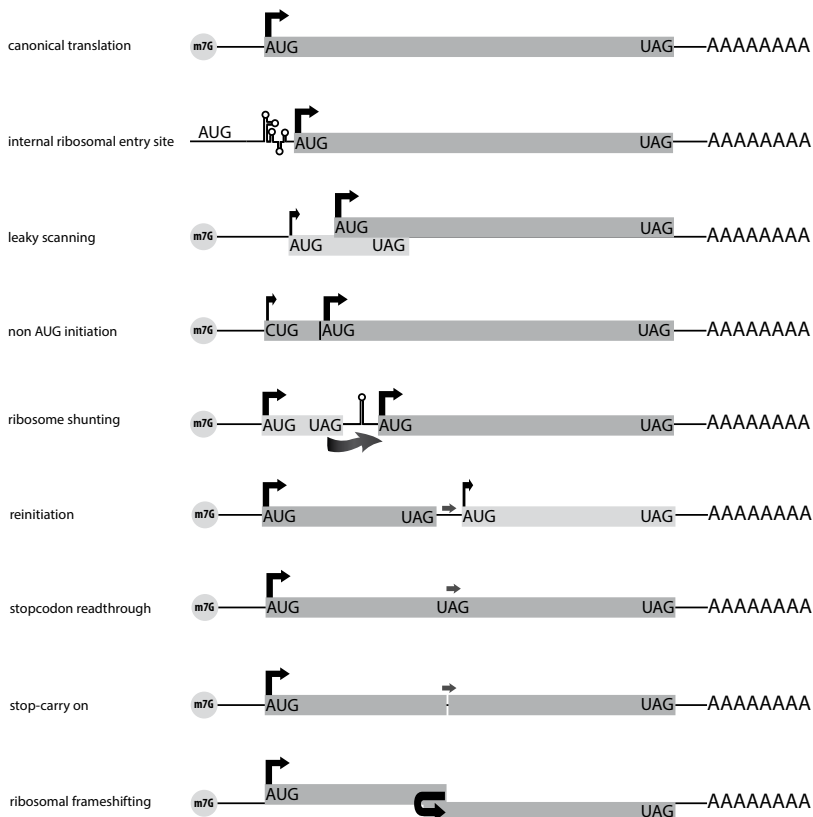 canonical translation m7G AUG UAG AAAAAAAA
internal ribosomal entry site AUG AUG UAG AAAAAAAA
leaky scanning m7G AUG UAG AUG UAG AAAAAAAA
non AUG initiation m7G CUG AUG UAG AAAAAAAA
ribosome shunting m7G AUG UAG AUG UAG AAAAAAAA
reinitiation m7G AUG UAG AUG UAG AAAAAAAA
stopcodon readthrough m7G AUG UAG UAG AAAAAAAA
stop-carry on m7G AUG UAG AAAAAAAA
ribosomal frameshifting m7G AUG UAG AAAAAAAA